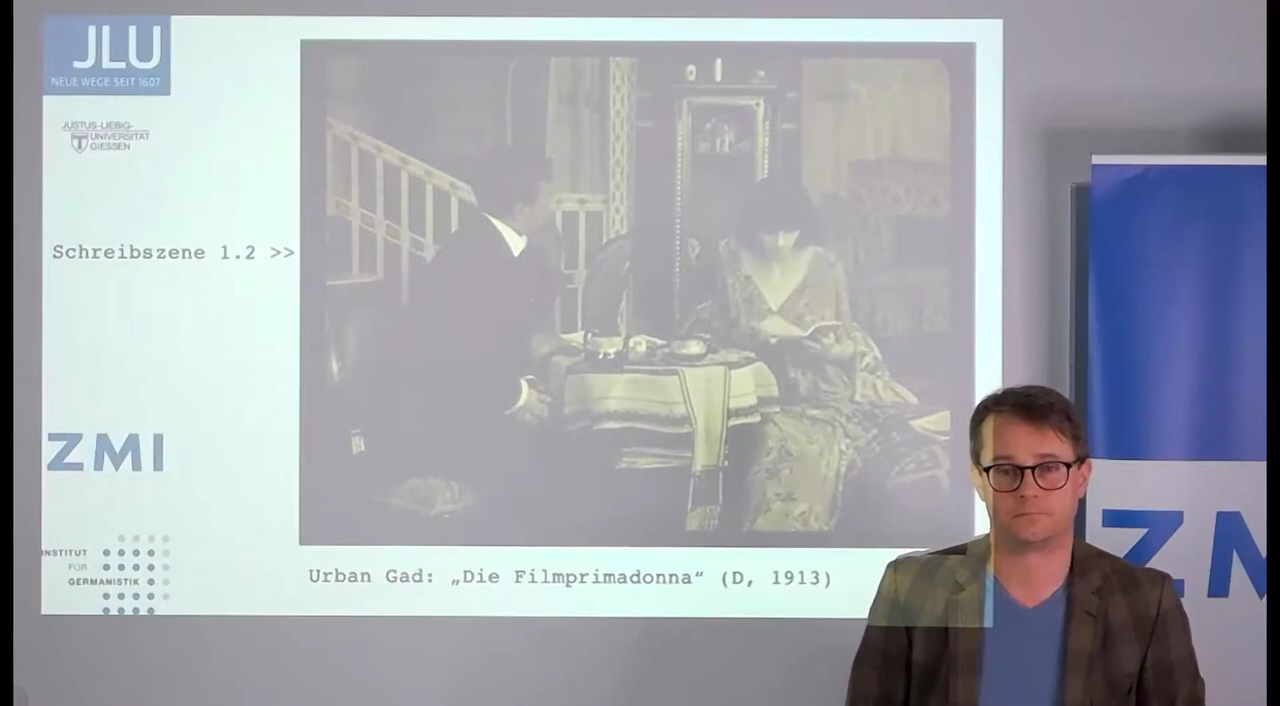 JLU
NEUE WEGE SEIT 1607
JUSTUS-LIEBIG-
UNIVERSITÄT
GIESSEN
Schreibszene 1.2 >>
ZMI
INSTITUT
FÜR
GERMANISTIK
Urban Gad: „Die Filmprimadonna“ (D, 1913)
ZM